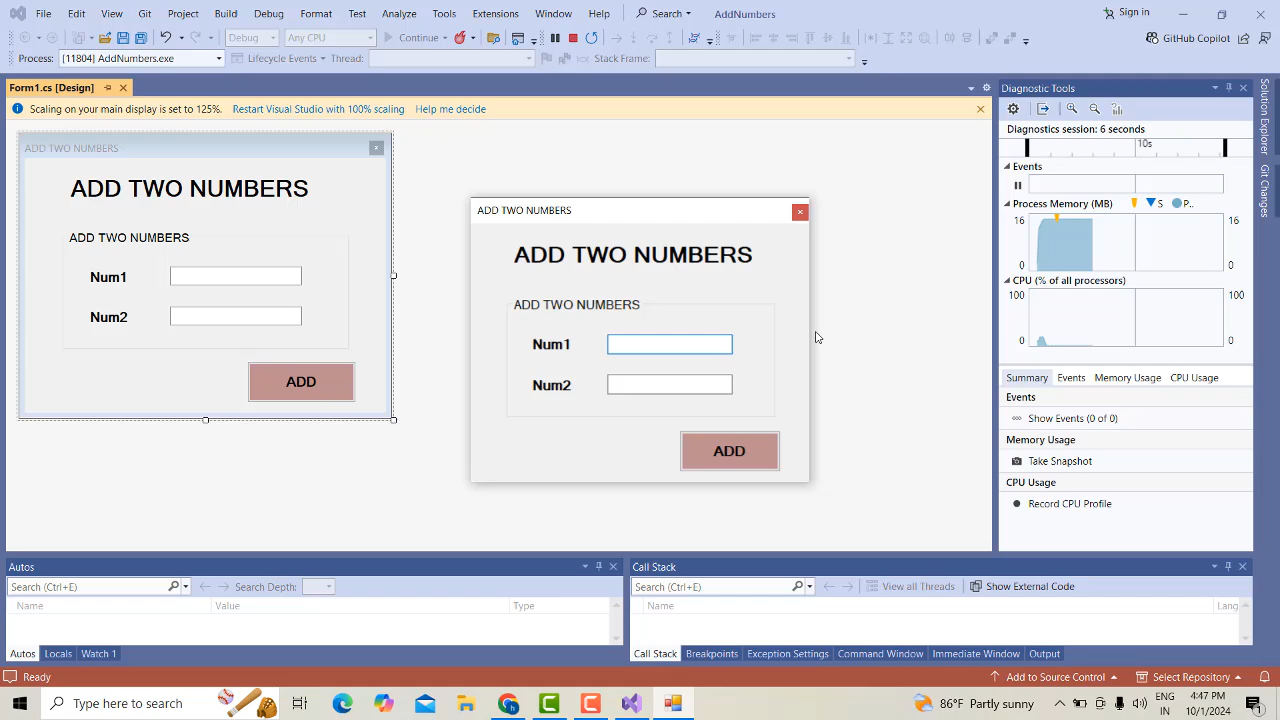 File Edit View Git Project Build Debug Format Test Analyze Tools Extensions Window Help Search AddNumbers Sign in
Debug Any CPU Continue GitHub Copilot
Process: [11804] AddNumbers.exe Lifecycle Events Thread: Stack Frame:
Form1.cs [Design]
Scaling on your main display is set to 125%. Restart Visual Studio with 100% scaling Help me decide
ADD TWO NUMBERS
ADD TWO NUMBERS
ADD TWO NUMBERS
Num1
Num2
ADD
ADD TWO NUMBERS
ADD TWO NUMBERS
ADD TWO NUMBERS
Num1
Num2
ADD
Diagnostic Tools
Diagnostics session: 6 seconds
10s
Events
Process Memory (MB) S P..
16 16
0 0
CPU (% of all processors)
100 100
0 0
Summary Events Memory Usage CPU Usage
Events
Show Events (0 of 0)
Memory Usage
Take Snapshot
CPU Usage
Record CPU Profile
Solution Explorer
Git Changes
Autos
Search (Ctrl+E) Search Depth:
Name Value Type
Autos Locals Watch 1
Call Stack
Search (Ctrl+E) View all Threads Show External Code
Name Lang
Call Stack Breakpoints Exception Settings Command Window Immediate Window Output
Ready Add to Source Control Select Repository
Type here to search 86°F Partly sunny ENG IN 4:47 PM 10/1/2024 1